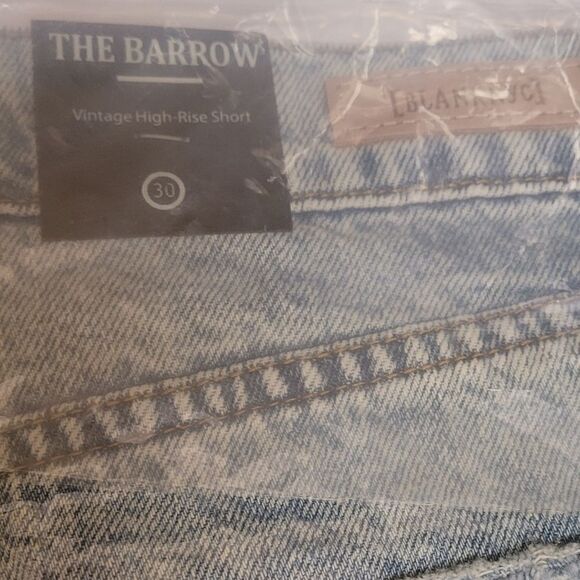 THE BARROW
Vintage High-Rise Short
30
[BLANKNYC]